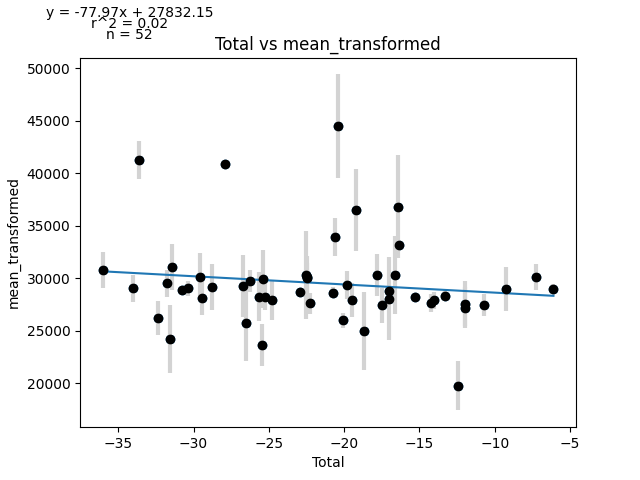 y = -77.97x + 27832.15
r^2 = 0.02
n = 52
Total vs mean_transformed
50000
45000
40000
35000
30000
25000
20000
mean_transformed
−35 −30 −25 −20 −15 −10 −5
Total